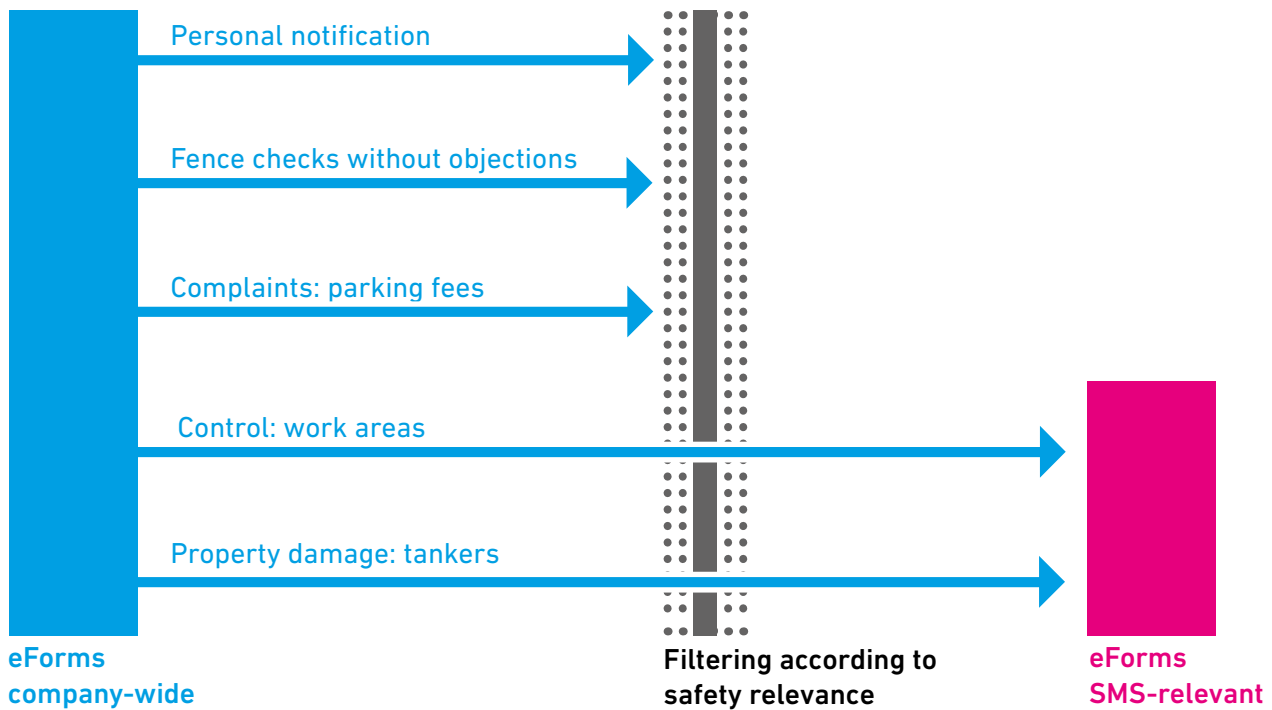 Personal notification
Fence checks without objections
Complaints: parking fees
Control: work areas
Property damage: tankers
eForms
company-wide
Filtering according to
safety relevance
eForms
SMS-relevant